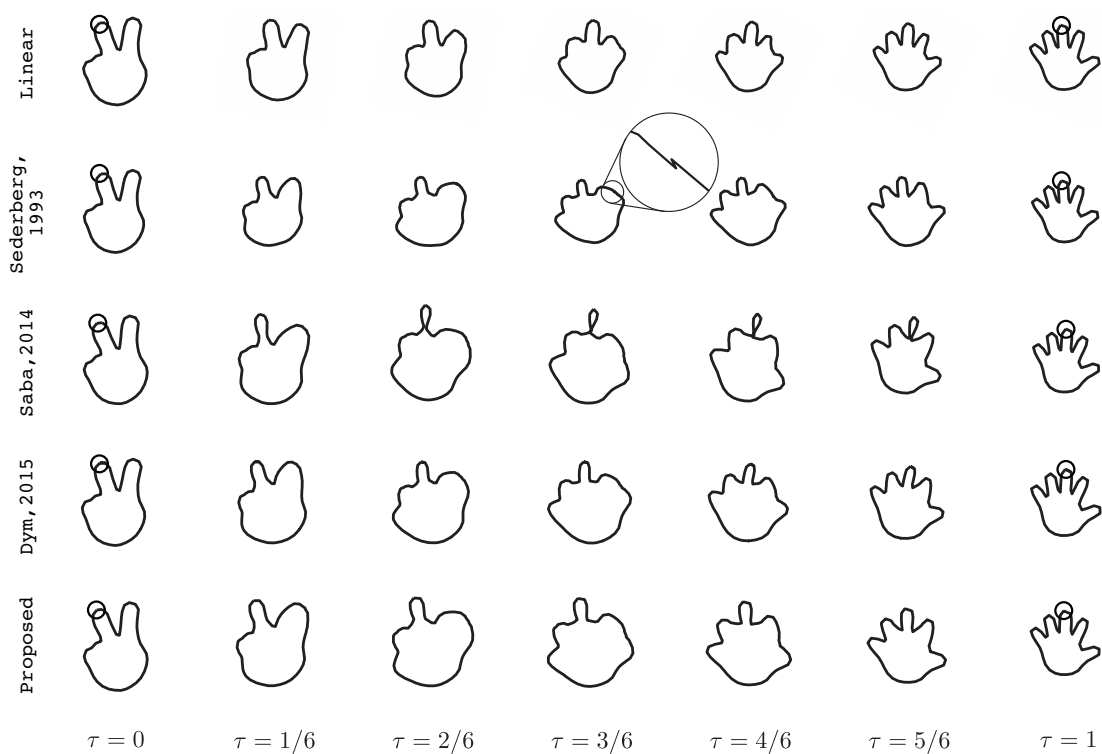 Linear
Sederberg,
1993
Saba,2014
Dym,2015
Proposed
τ = 0
τ = 1/6
τ = 2/6
τ = 3/6
τ = 4/6
τ = 5/6
τ = 1